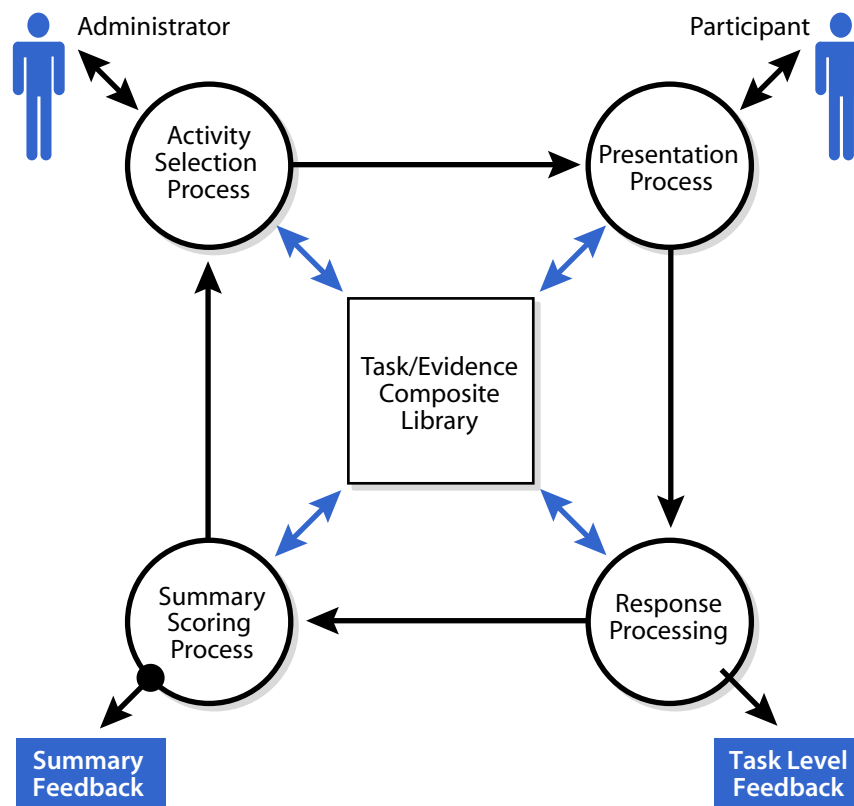 Administrator
Participant
Activity
Selection
Process
Presentation
Process
Task/Evidence
Composite
Library
Summary
Scoring
Process
Response
Processing
Summary
Feedback
Task Level
Feedback